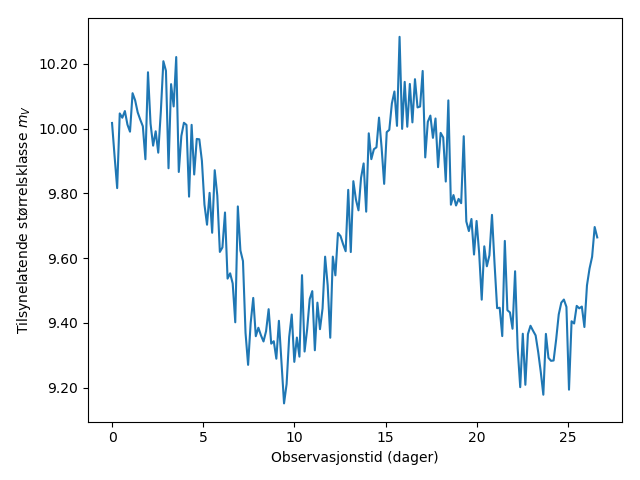 Tilsynelatende størrelsklasse $m_V$
10.20
10.00
9.80
9.60
9.40
9.20
0 5 10 15 20 25
Observasjonstid (dager)